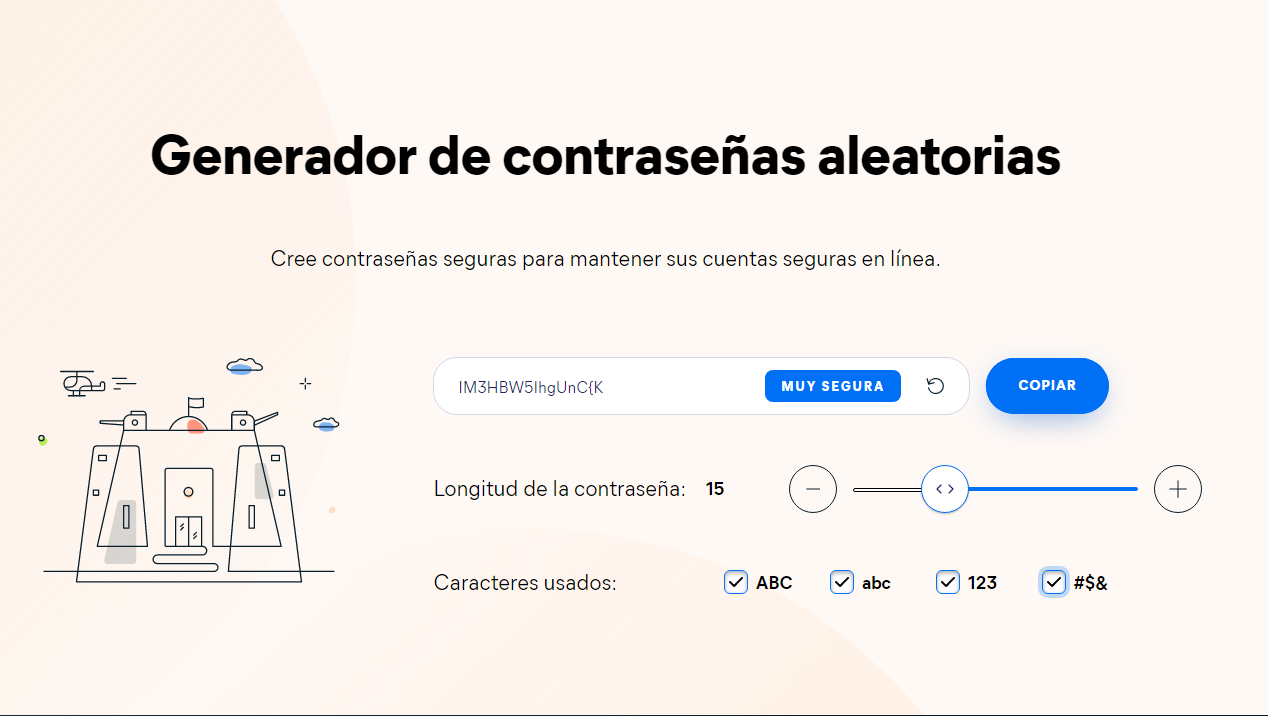 Generador de contraseñas aleatorias
Cree contraseñas seguras para mantener sus cuentas seguras en línea.
IM3HBW5IhgUnC{K MUY SEGURA COPIAR
Longitud de la contraseña: 15
Caracteres usados: ABC abc 123 #$&